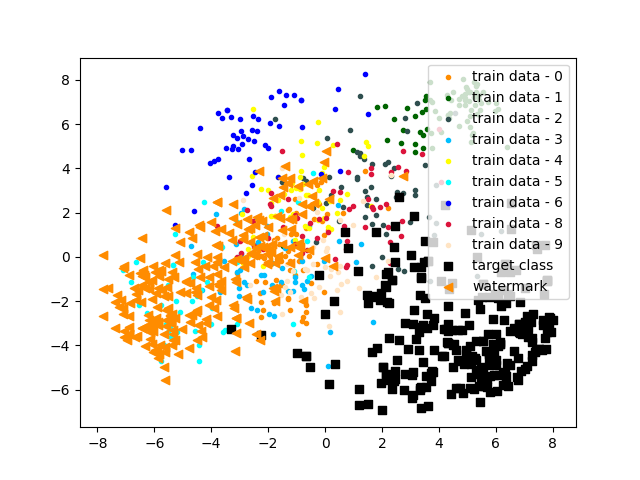 8
6
4
2
0
−2
−4
−6
−8
−6
−4
−2
0
2
4
6
8
train data - 0
train data - 1
train data - 2
train data - 3
train data - 4
train data - 5
train data - 6
train data - 8
train data - 9
target class
watermark